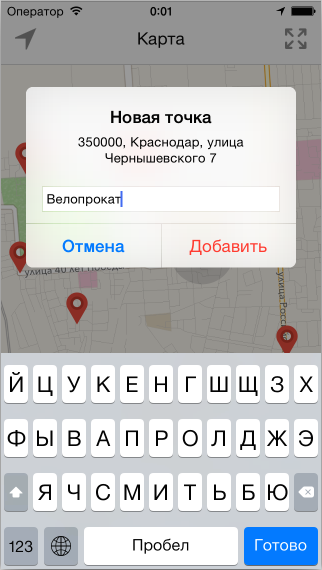 Оператор 0:01
Карта
Новая точка
350000, Краснодар, улица
Чернышевского 7
Велопрокат
Отмена Добавить
улица 40 лет Победы
улица Росс
Й Ц У К Е Н Г Ш Щ З Х
Ф Ы В А П Р О Л Д Ж Э
Я Ч С М И Т Ь Б Ю
123 Пробел Готово